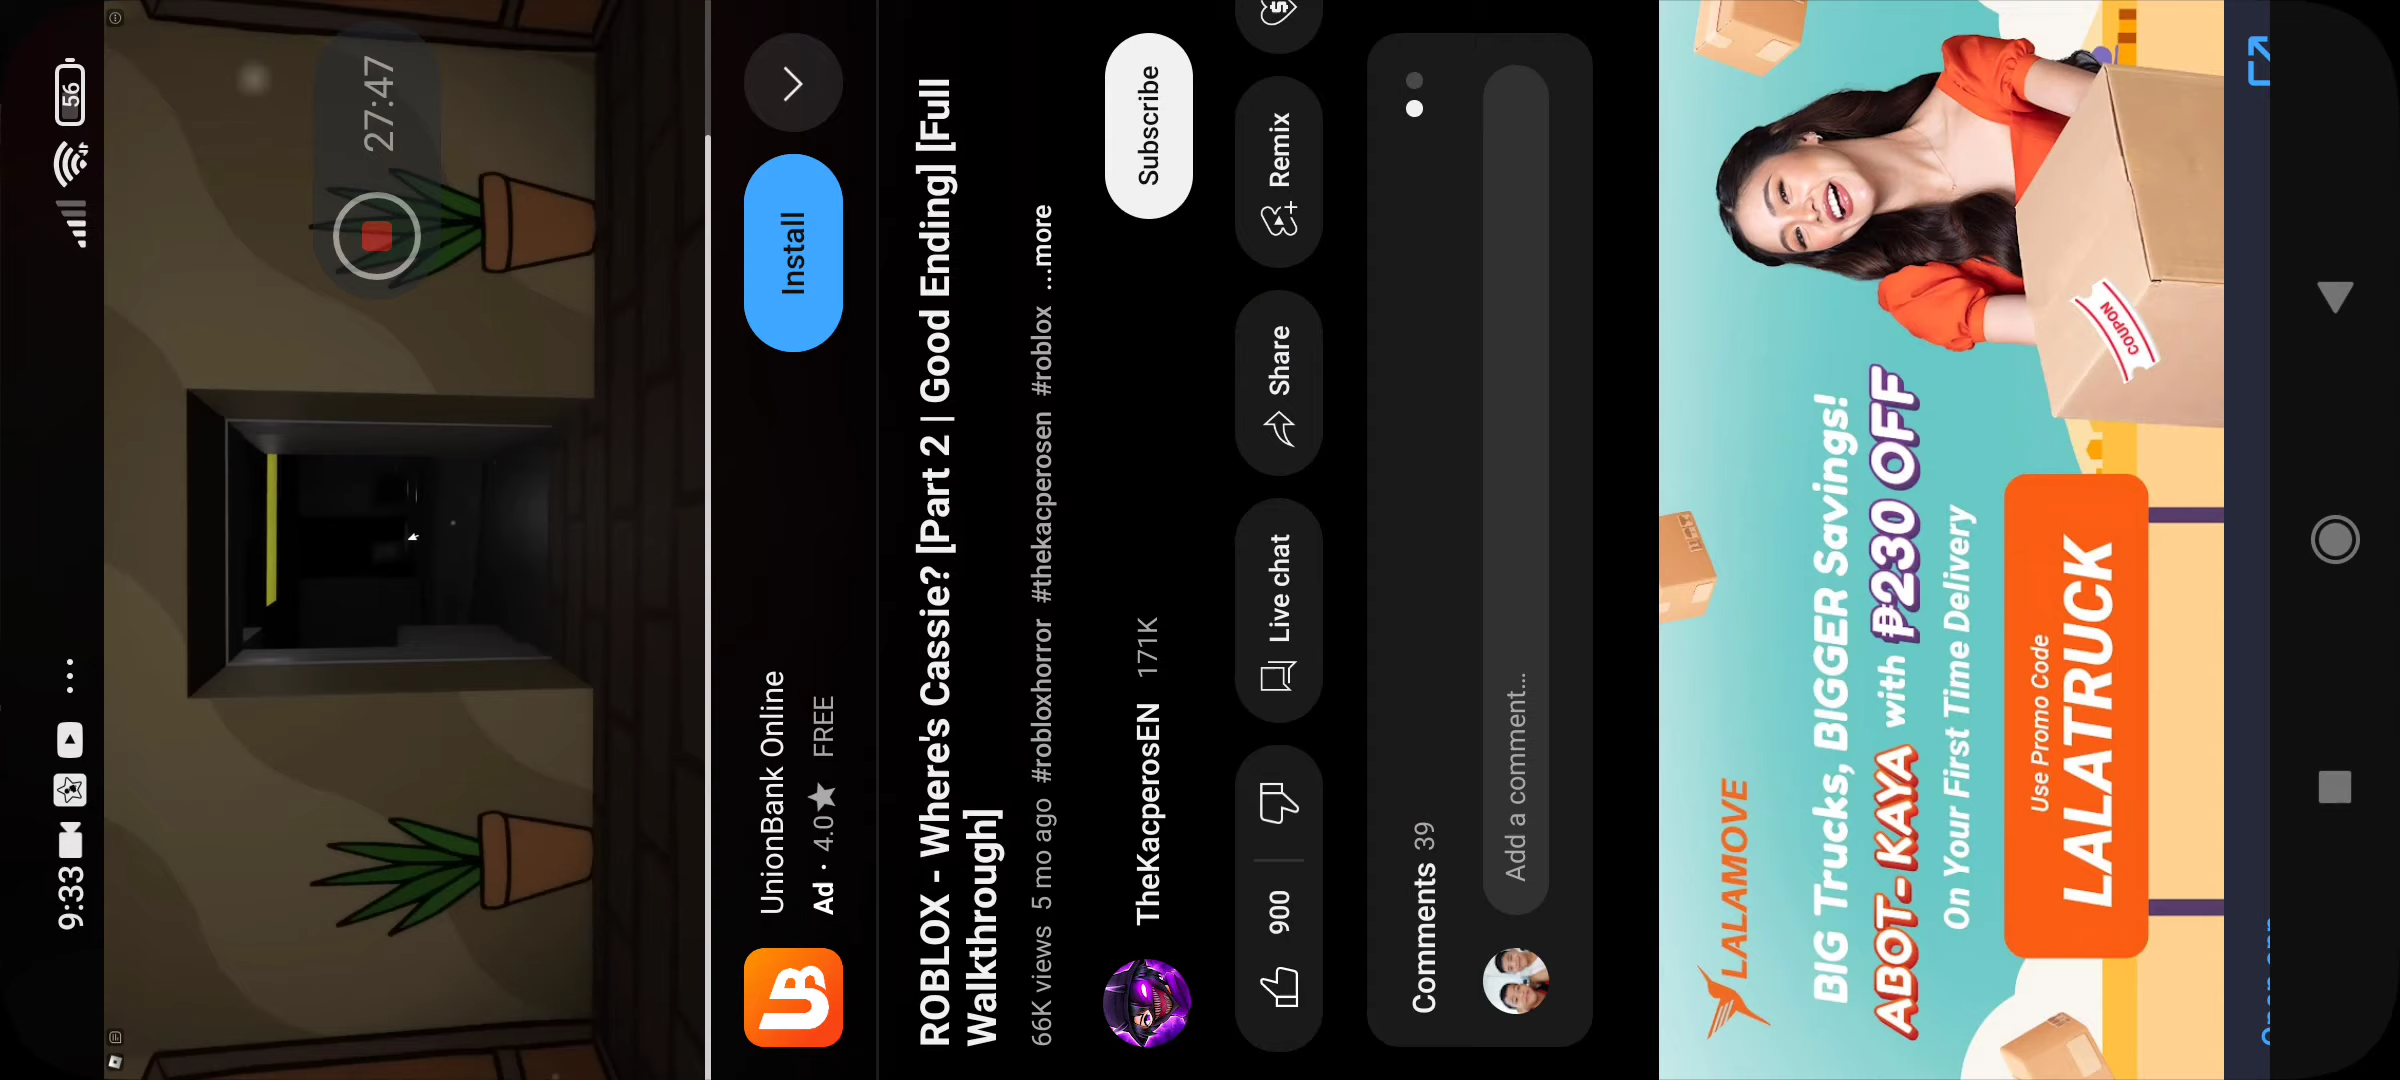 9:33
...
56
27:47
UnionBank Online
Ad · 4.0★ FREE
Install
ROBLOX - Where's Cassie? [Part 2 | Good Ending] [Full
Walkthrough]
66K views 5 mo ago #robloxhorror #thekacperosen #roblox ...more
TheKacperosEN 171K
Subscribe
900
Live chat
Share
Remix
Comments 39
Add a comment...
LALAMOVE
BIG Trucks, BIGGER Savings!
ABOT-KAYA with ₱230 OFF
On Your First Time Delivery
Use Promo Code
LALATRUCK
COUPON
Open app